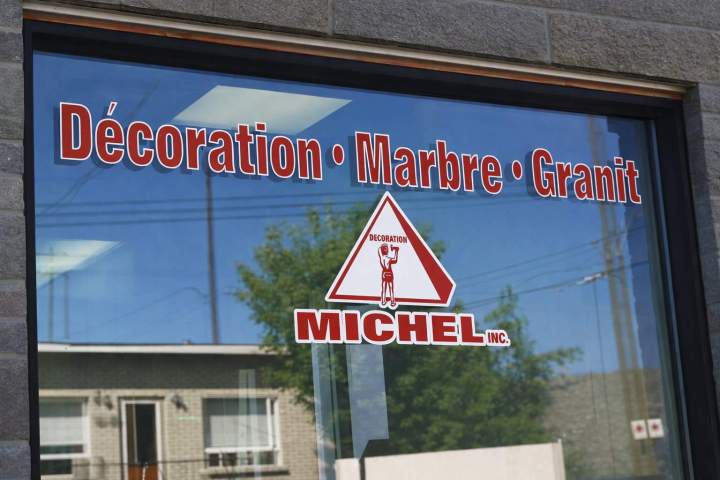 Décoration • Marbre • Granit
DECORATION
MICHEL INC.